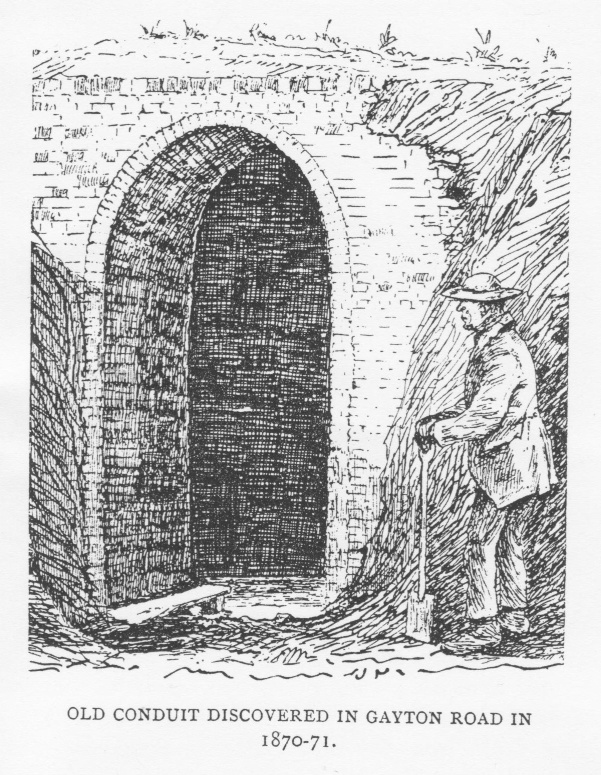 OLD CONDUIT DISCOVERED IN GAYTON ROAD IN
1870-71.